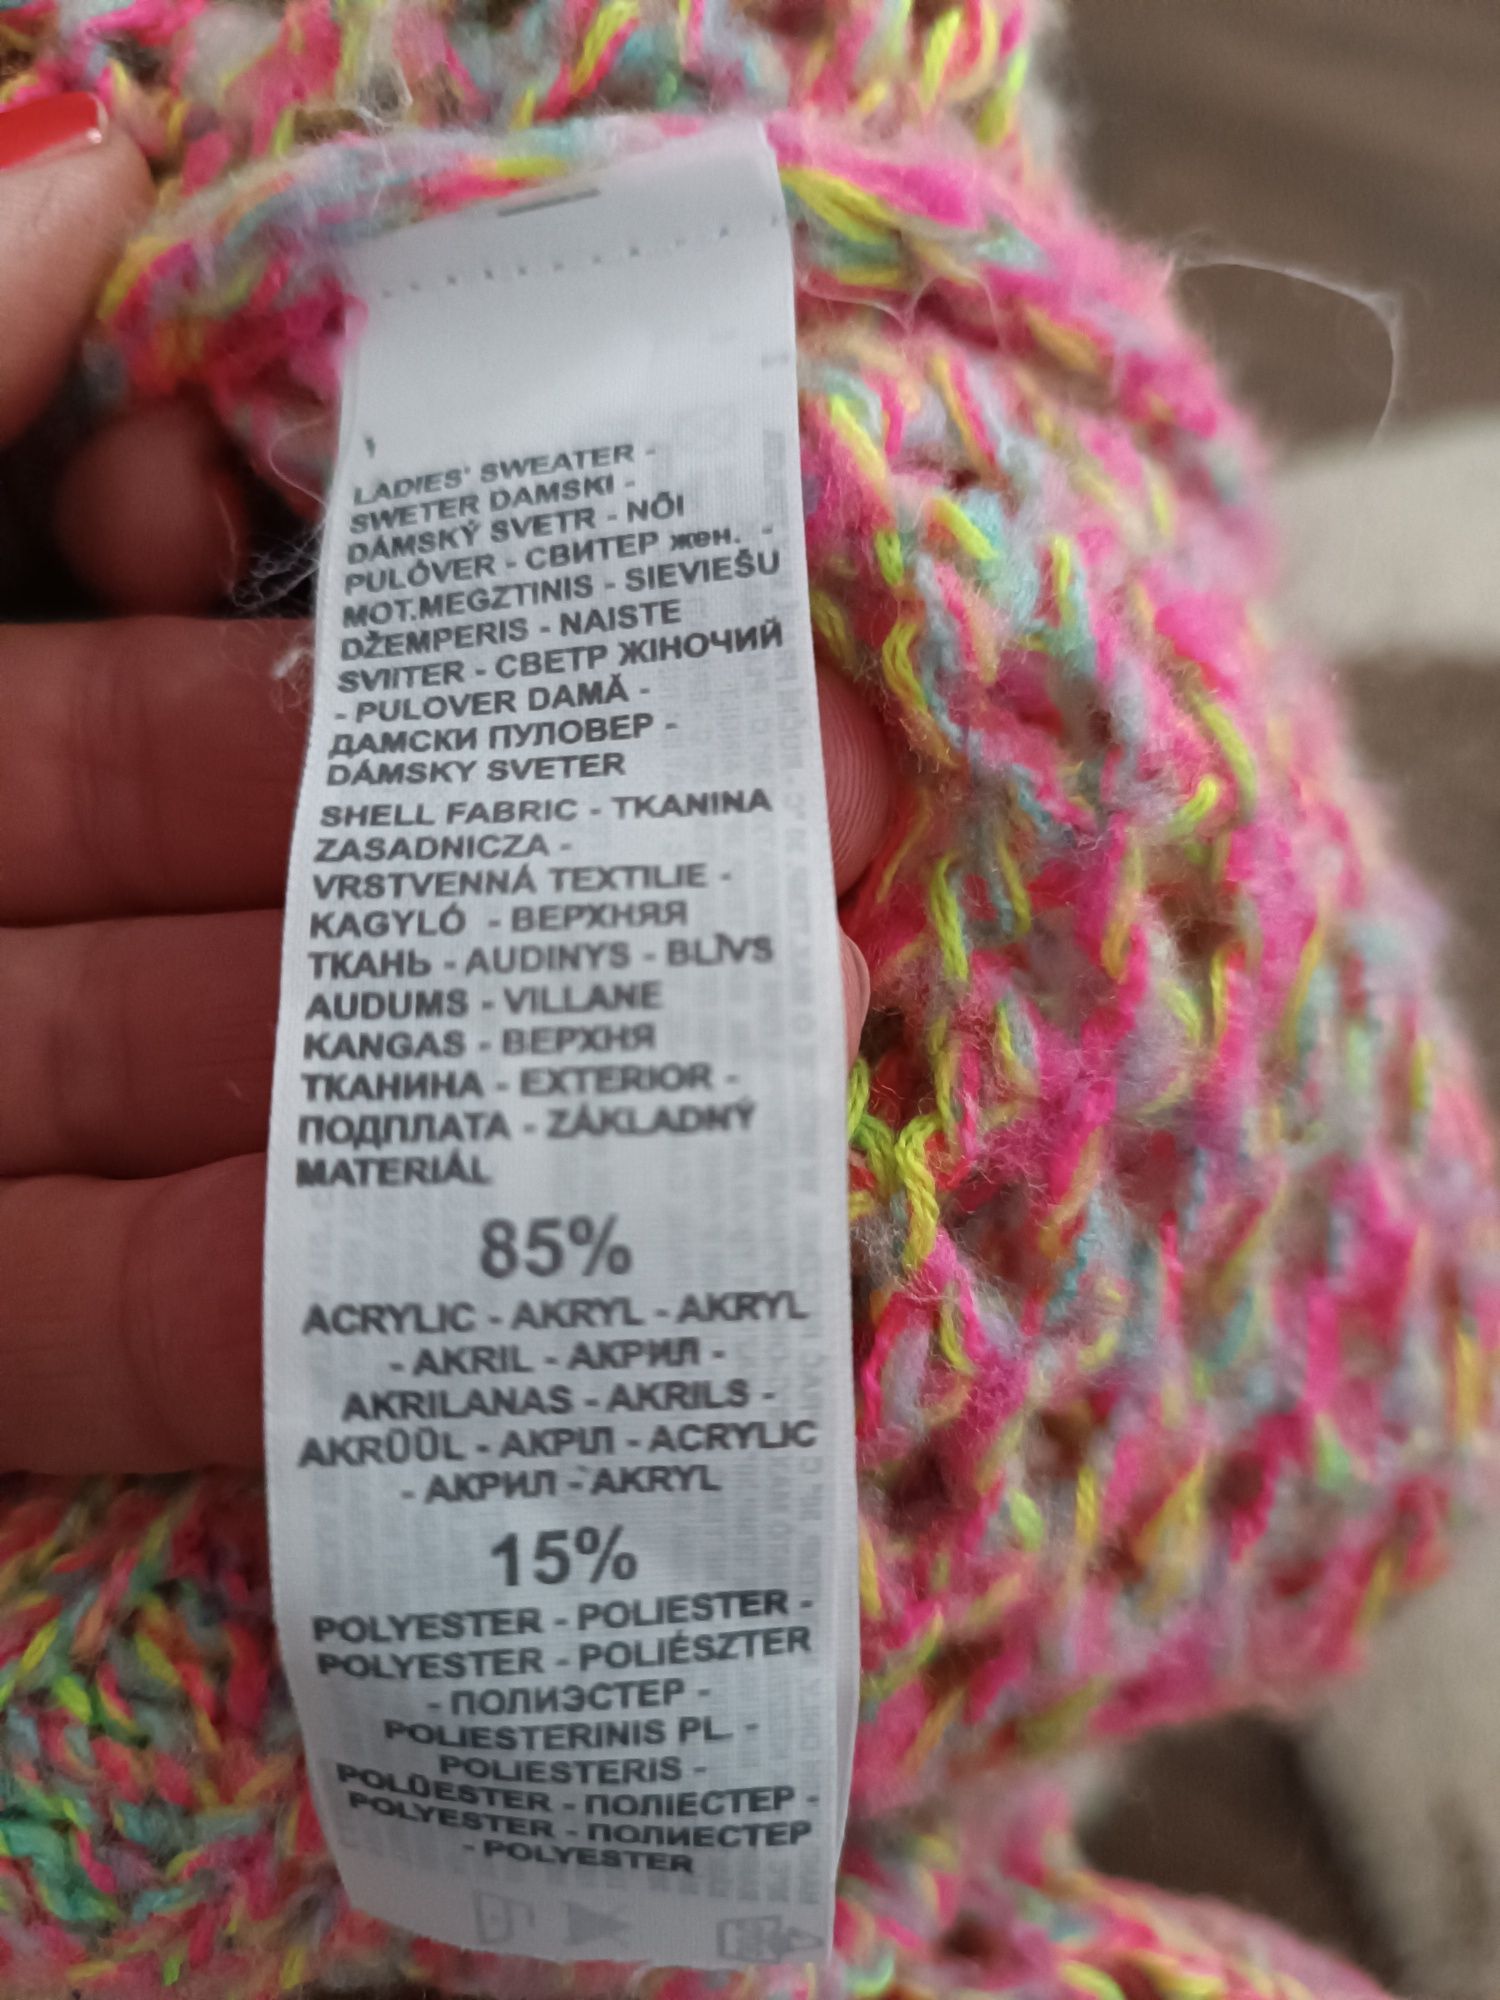 LADIES' SWEATER -
SWETER DAMSKI -
DÁMSKÝ SVETR - NŐI
PULÓVER - СВИТЕР жен. -
MOT.MEGZTINIS - SIEVIEŠU
DŽEMPERIS - NAISTE
SVIITER - СВЕТР ЖІНОЧИЙ
- PULOVER DAMĂ -
ДАМСКИ ПУЛОВЕР -
DÁMSKY SVETER
SHELL FABRIC - TKANINA
ZASADNICZA -
VRSTVENNÁ TEXTILIE -
KAGYLÓ - ВЕРХНЯЯ
ТКАНЬ - AUDINYS - BLĪVS
AUDUMS - VILLANE
KANGAS - ВЕРХНЯ
ТКАНИНА - EXTERIOR -
ПОДПЛАТА - ZÁKLADNÝ
MATERIÁL
85%
ACRYLIC - AKRYL - AKRYL
- AKRIL - АКРИЛ -
AKRILANAS - AKRILS -
AKRÜÜL - АКРІЛ - ACRYLIC
- АКРИЛ - AKRYL
15%
POLYESTER - POLIESTER -
POLYESTER - POLIÉSZTER
- ПОЛИЭСТЕР -
POLIESTERINIS PL. -
POLIESTERIS -
POLÜESTER - ПОЛІЕСТЕР -
POLYESTER - ПОЛИЕСТЕР
- POLYESTER